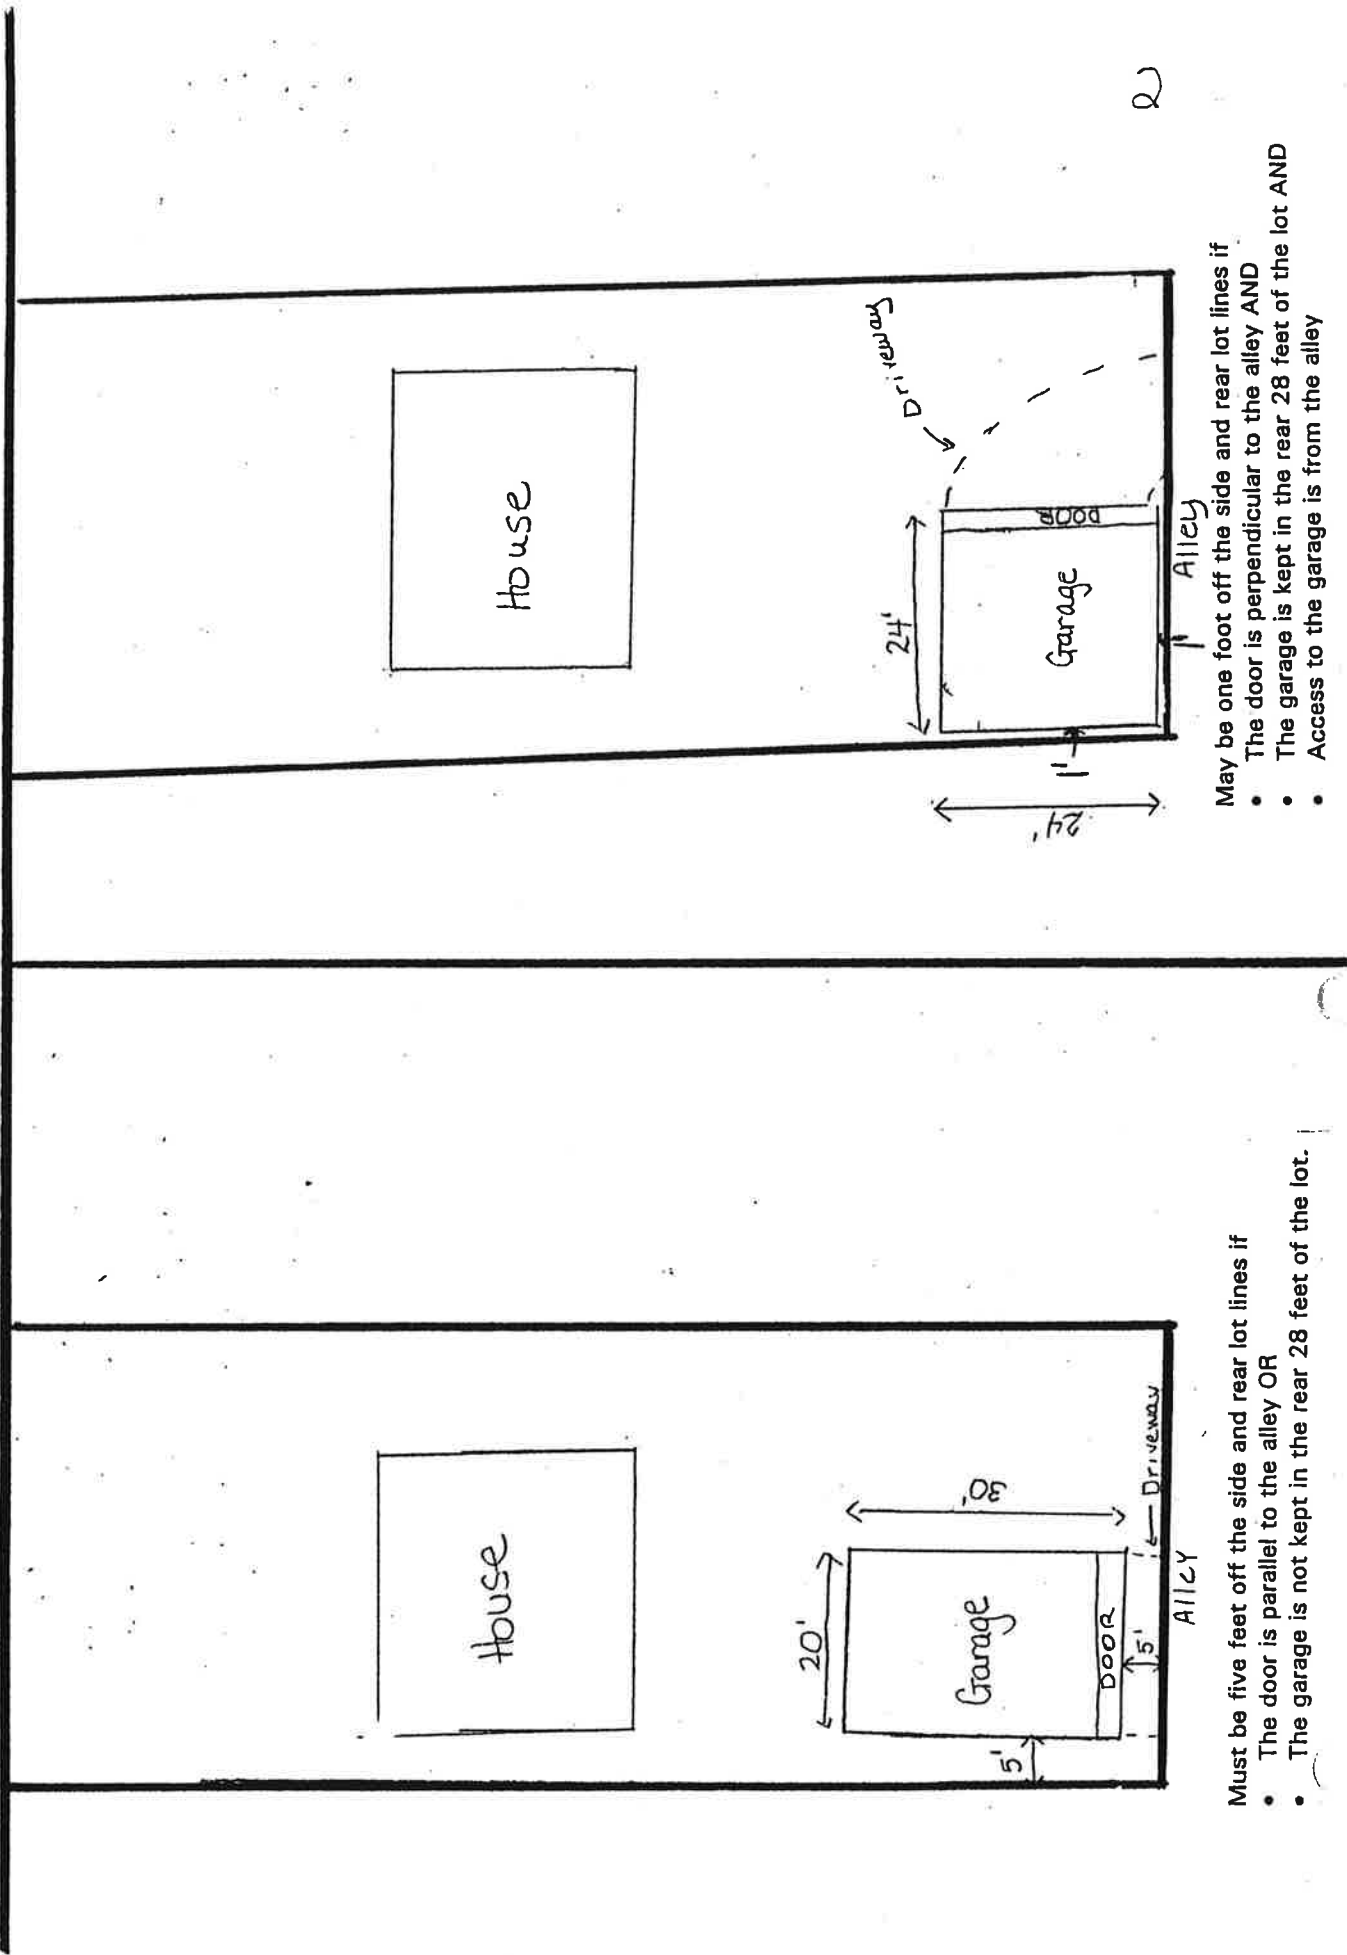 House
20'
Garage
30'
DOOR
5'
5'
Driveway
Alley
Must be five feet off the side and rear lot lines if
• The door is parallel to the alley OR
• The garage is not kept in the rear 28 feet of the lot.
House
Driveway
24'
Garage
DOOR
24'
1'
1'
Alley
May be one foot off the side and rear lot lines if
• The door is perpendicular to the alley AND
• The garage is kept in the rear 28 feet of the lot AND
• Access to the garage is from the alley
2